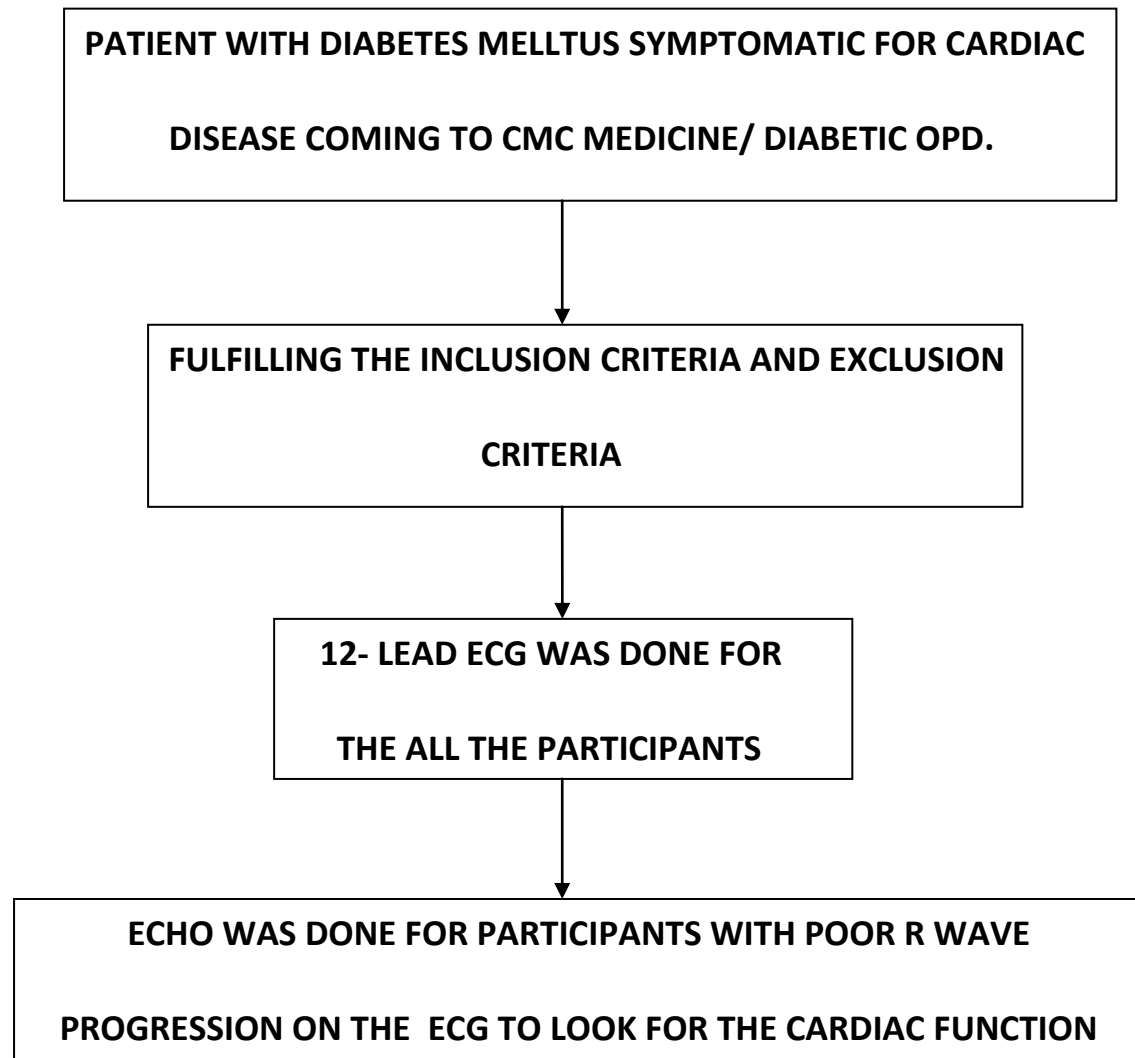 PATIENT WITH DIABETES MELLTUS SYMPTOMATIC FOR CARDIAC
DISEASE COMING TO CMC MEDICINE/ DIABETIC OPD.
FULFILLING THE INCLUSION CRITERIA AND EXCLUSION
CRITERIA
12- LEAD ECG WAS DONE FOR
THE ALL THE PARTICIPANTS
ECHO WAS DONE FOR PARTICIPANTS WITH POOR R WAVE
PROGRESSION ON THE ECG TO LOOK FOR THE CARDIAC FUNCTION